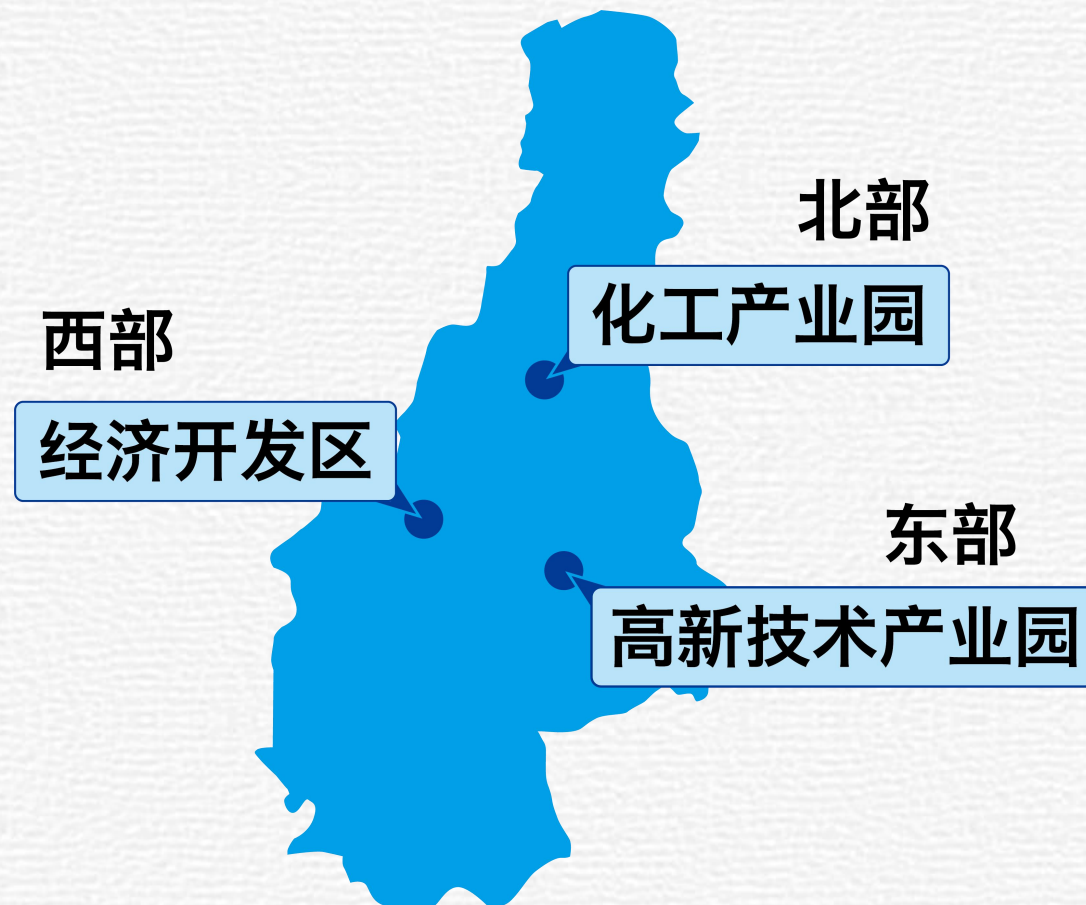 北部
化工产业园
西部
经济开发区
东部
高新技术产业园